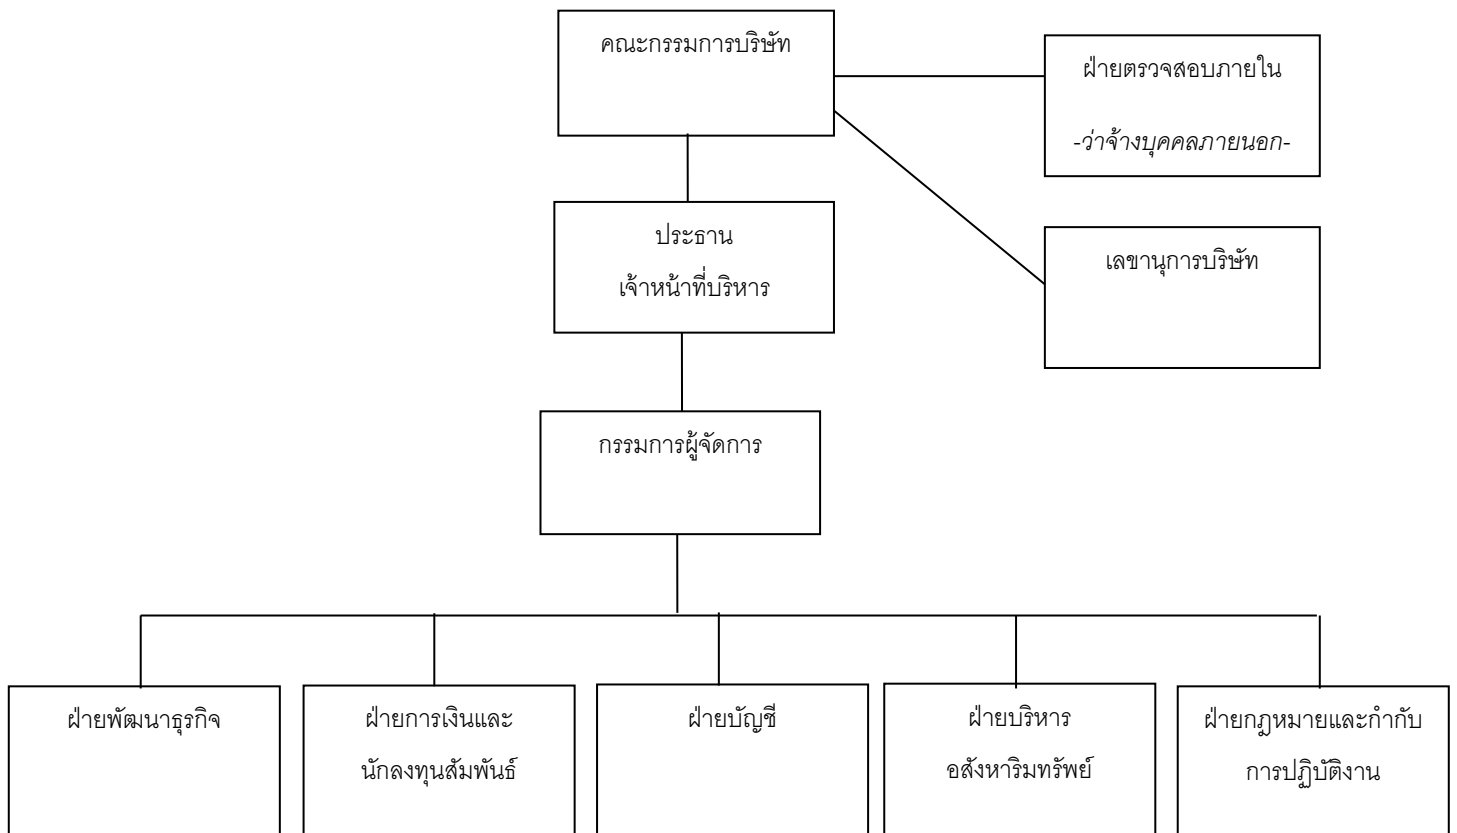 คณะกรรมการบริษัท
ฝ่ายตรวจสอบภายใน
-ว่าจ้างบุคคลภายนอก-
ประธาน
เจ้าหน้าที่บริหาร
เลขานุการบริษัท
กรรมการผู้จัดการ
ฝ่ายพัฒนาธุรกิจ
ฝ่ายการเงินและ
นักลงทุนสัมพันธ์
ฝ่ายบัญชี
ฝ่ายบริหาร
อสังหาริมทรัพย์
ฝ่ายกฎหมายและกำกับ
การปฏิบัติงาน